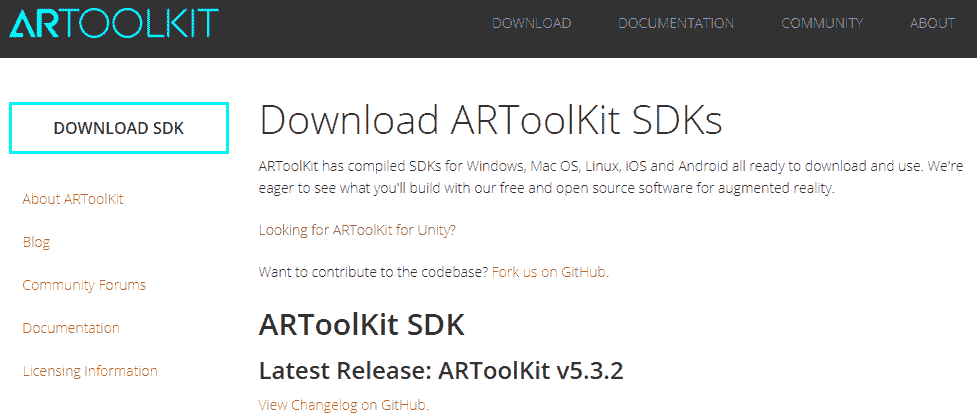 ARTOOLKIT
DOWNLOAD DOCUMENTATION COMMUNITY ABOUT
DOWNLOAD SDK
About ARToolKit
Blog
Community Forums
Documentation
Licensing Information
Download ARToolKit SDKs
ARToolKit has compiled SDKs for Windows, Mac OS, Linux, iOS and Android all ready to download and use. We're
eager to see what you'll build with our free and open source software for augmented reality.
Looking for ARToolKit for Unity?
Want to contribute to the codebase? Fork us on GitHub.
ARToolKit SDK
Latest Release: ARToolKit v5.3.2
View Changelog on GitHub.